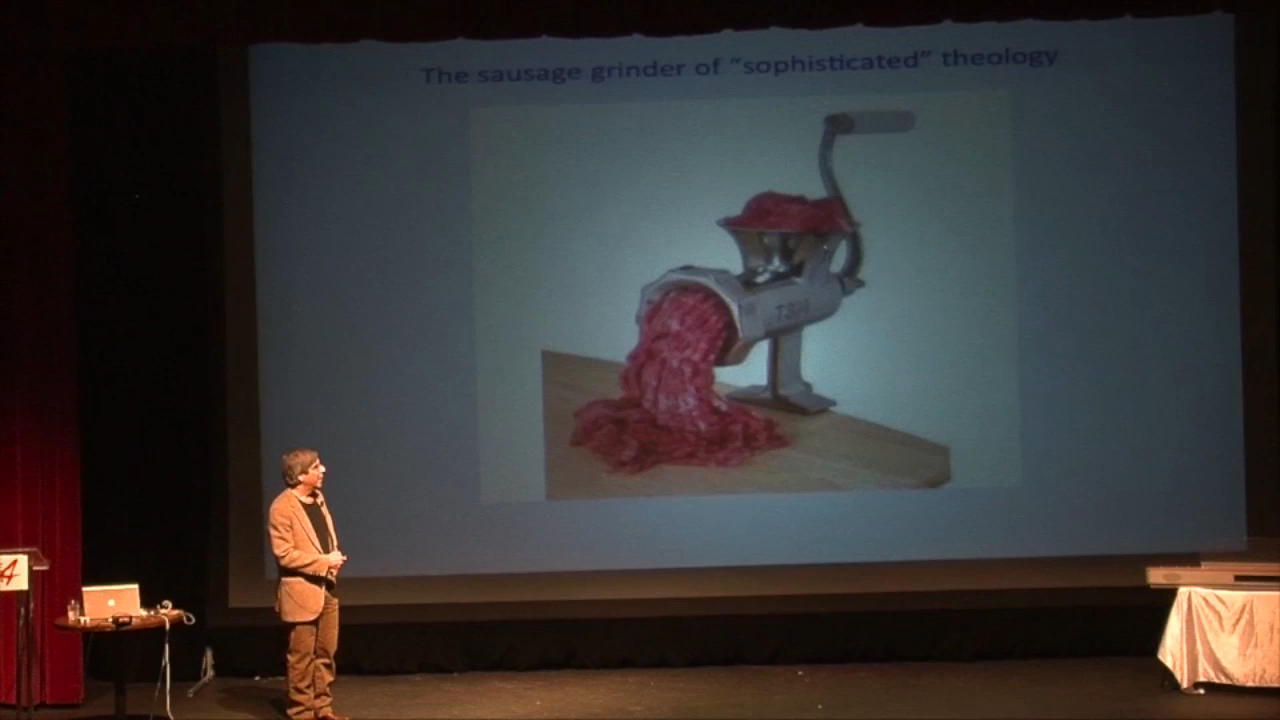 The sausage grinder of “sophisticated” theology
A